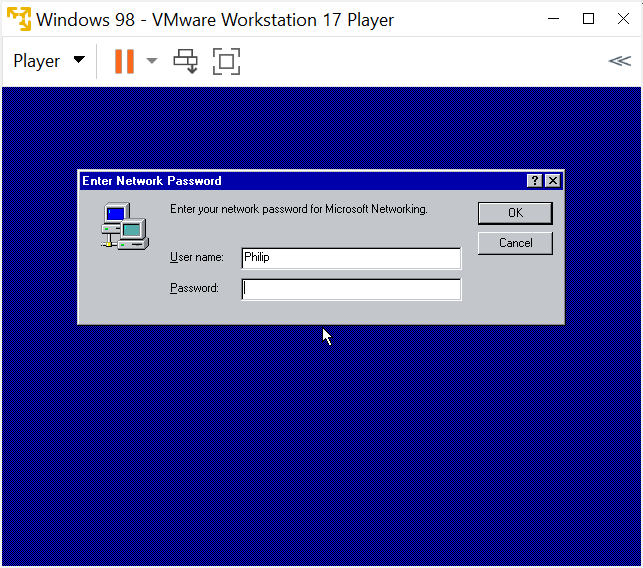 Windows 98 - VMware Workstation 17 Player
Player
Enter Network Password
Enter your network password for Microsoft Networking.
OK
Cancel
User name: Philip
Password: